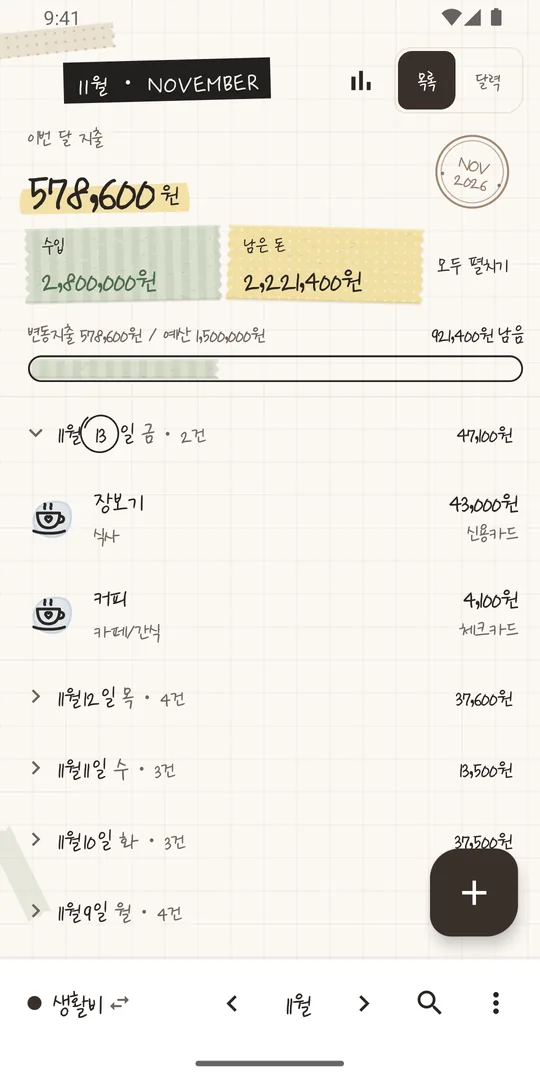 9:41
11월 • NOVEMBER
목록
달력
이번 달 지출
578,600원
NOV
2026
수입
2,800,000원
남은 돈
2,221,400원
모두 펼치기
변동지출 578,600원 / 예산 1,500,000원
921,400원 남음
11월 13일 금 • 2건
47,100원
장보기
43,000원
식사
신용카드
커피
4,100원
카페/간식
체크카드
11월 12일 목 • 4건
37,600원
11월 11일 수 • 3건
13,500원
11월 10일 화 • 3건
37,500원
11월 9일 월 • 4건
생활비
11월